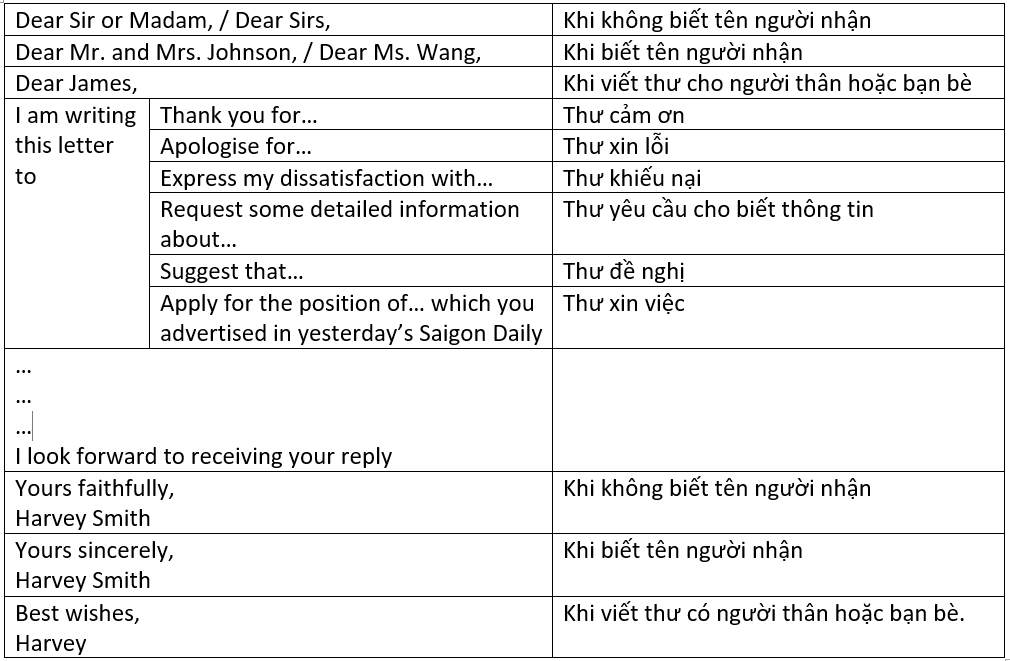 Dear Sir or Madam, / Dear Sirs,
Khi không biết tên người nhận
Dear Mr. and Mrs. Johnson, / Dear Ms. Wang,
Khi biết tên người nhận
Dear James,
Khi viết thư cho người thân hoặc bạn bè
I am writing
this letter
to
Thank you for…
Thư cảm ơn
Apologise for…
Thư xin lỗi
Express my dissatisfaction with…
Thư khiếu nại
Request some detailed information
about…
Thư yêu cầu cho biết thông tin
Suggest that…
Thư đề nghị
Apply for the position of… which you
advertised in yesterday’s Saigon Daily
Thư xin việc
…
…
…
I look forward to receiving your reply
Yours faithfully,
Harvey Smith
Khi không biết tên người nhận
Yours sincerely,
Harvey Smith
Khi biết tên người nhận
Best wishes,
Harvey
Khi viết thư có người thân hoặc bạn bè.